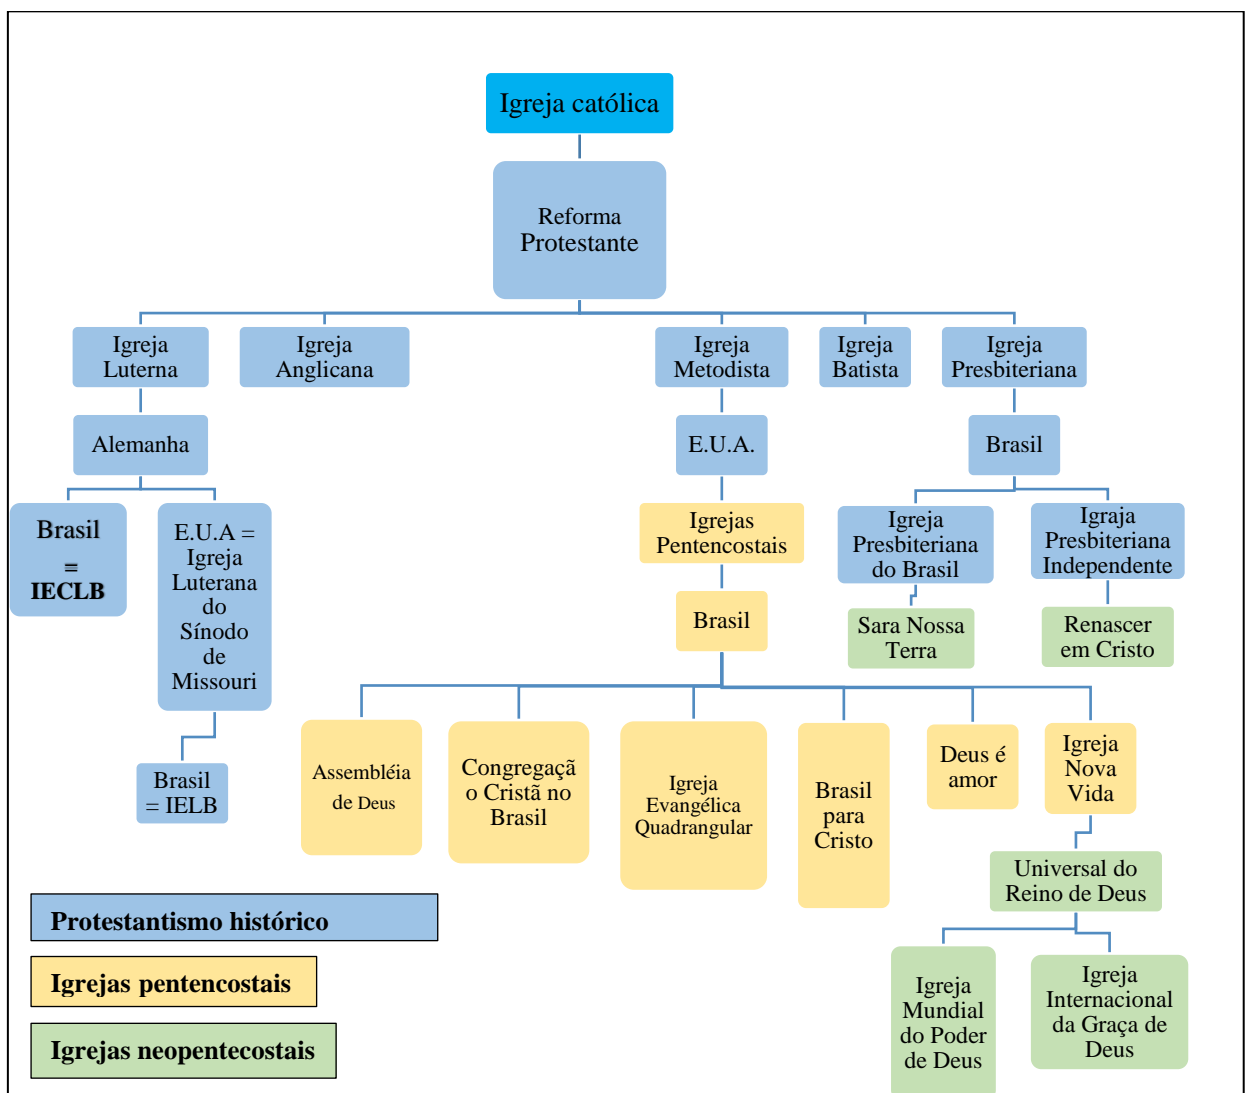 Igreja católica
Reforma
Protestante
Igreja
Luterna
Igreja
Anglicana
Igreja
Metodista
Igreja
Batista
Igreja
Presbiteriana
Alemanha
E.U.A.
Brasil
Brasil
=
IECLB
E.U.A =
Igreja
Luterana
do
Sínodo
de
Missouri
Igrejas
Pentencostais
Igreja
Presbiteriana
do Brasil
Igraja
Presbiteriana
Independente
Brasil
Sara Nossa
Terra
Renascer
em Cristo
Brasil
= IELB
Assembléia
de Deus
Congregaçã
o Cristã no
Brasil
Igreja
Evangélica
Quadrangular
Brasil
para
Cristo
Deus é
amor
Igreja
Nova
Vida
Universal do
Reino de Deus
Igreja
Mundial
do Poder
de Deus
Igreja
Internacional
da Graça de
Deus
Protestantismo histórico
Igrejas pentencostais
Igrejas neopentecostais